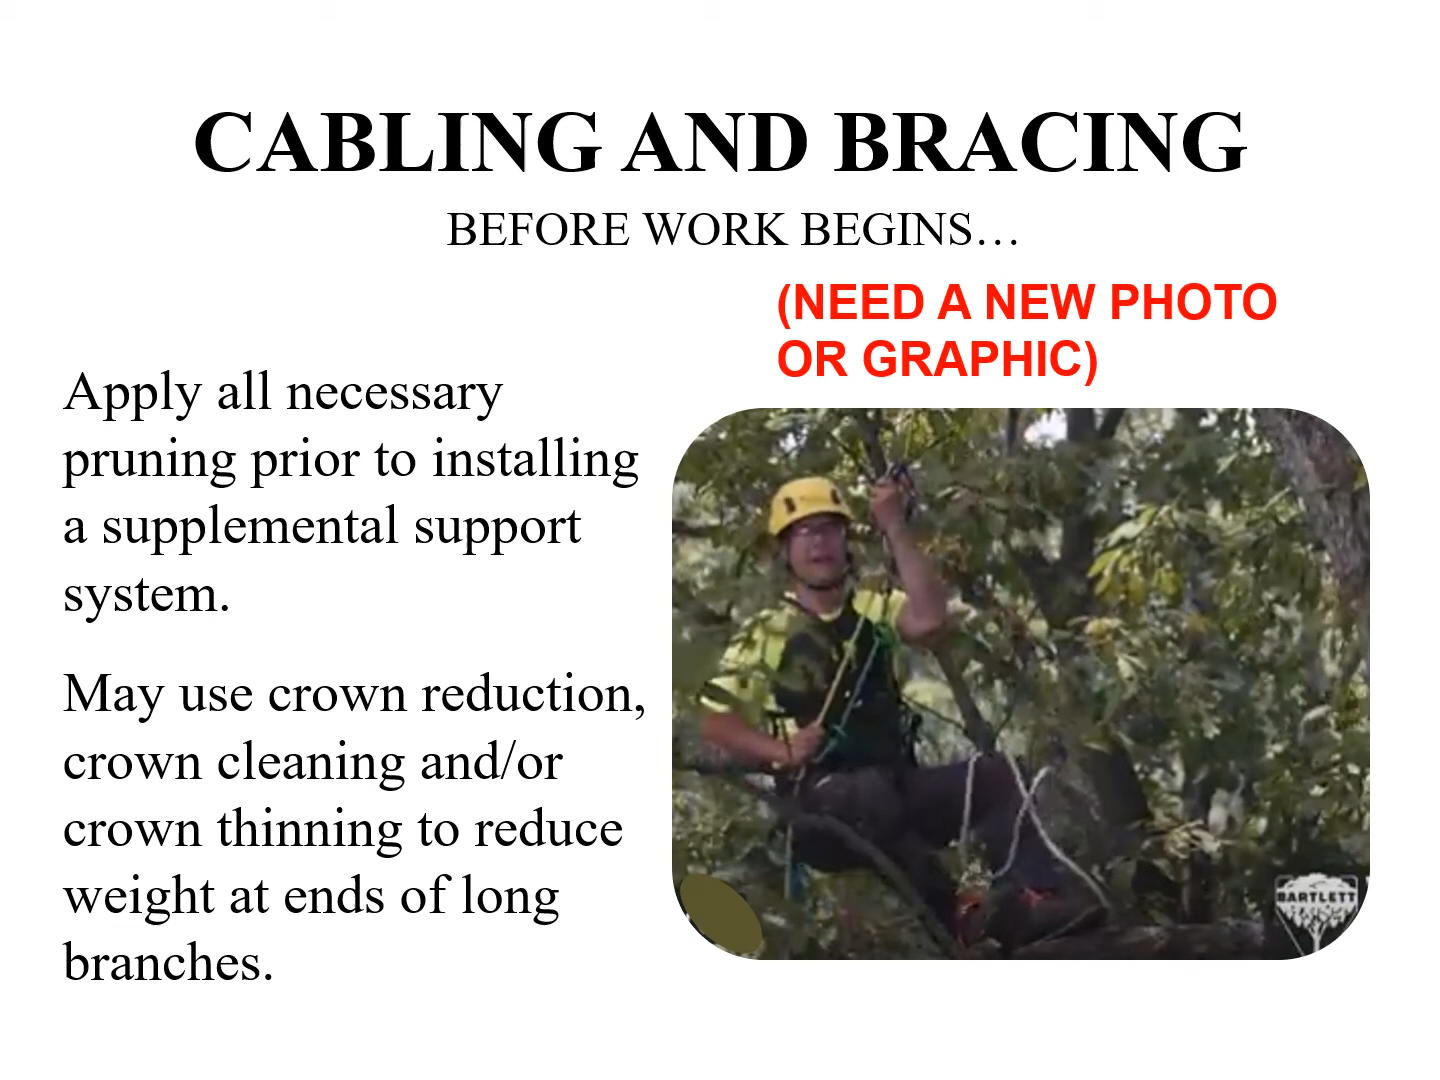 CABLING AND BRACING
BEFORE WORK BEGINS…
(NEED A NEW PHOTO
OR GRAPHIC)
Apply all necessary
pruning prior to installing
a supplemental support
system.
May use crown reduction,
crown cleaning and/or
crown thinning to reduce
weight at ends of long
branches.
BARTLETT